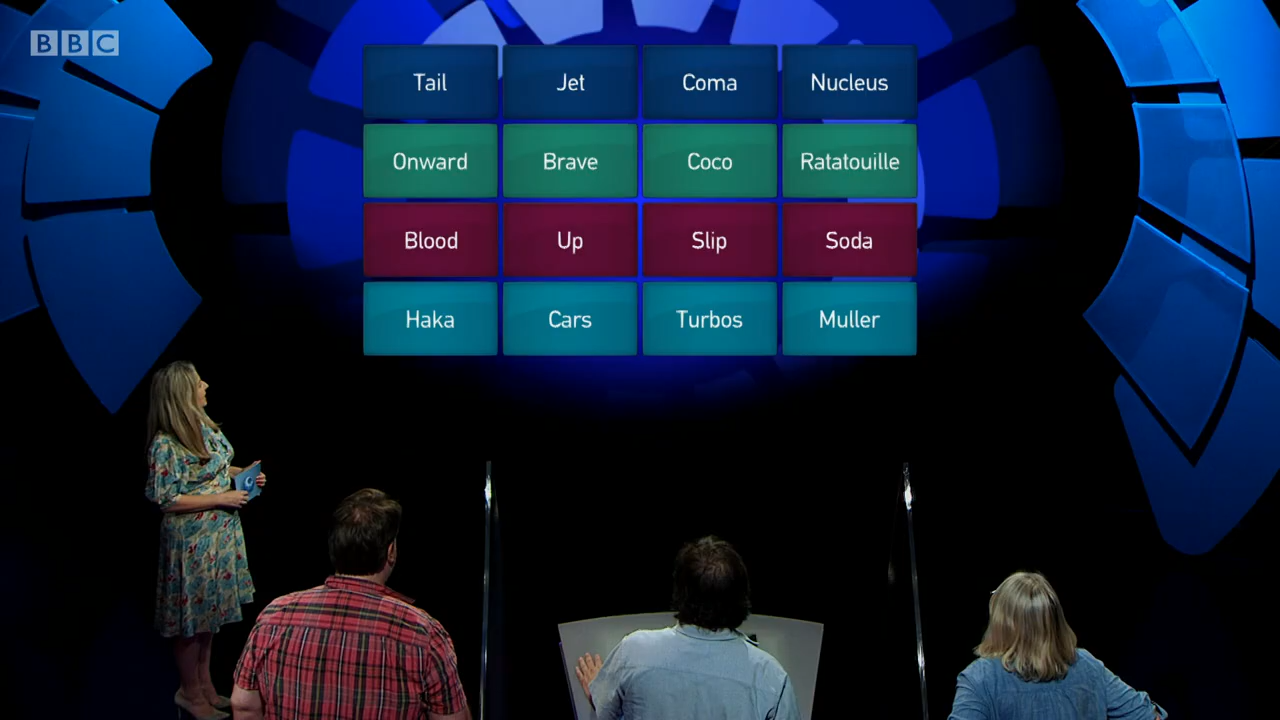 BBC
Tail Jet Coma Nucleus
Onward Brave Coco Ratatouille
Blood Up Slip Soda
Haka Cars Turbos Muller